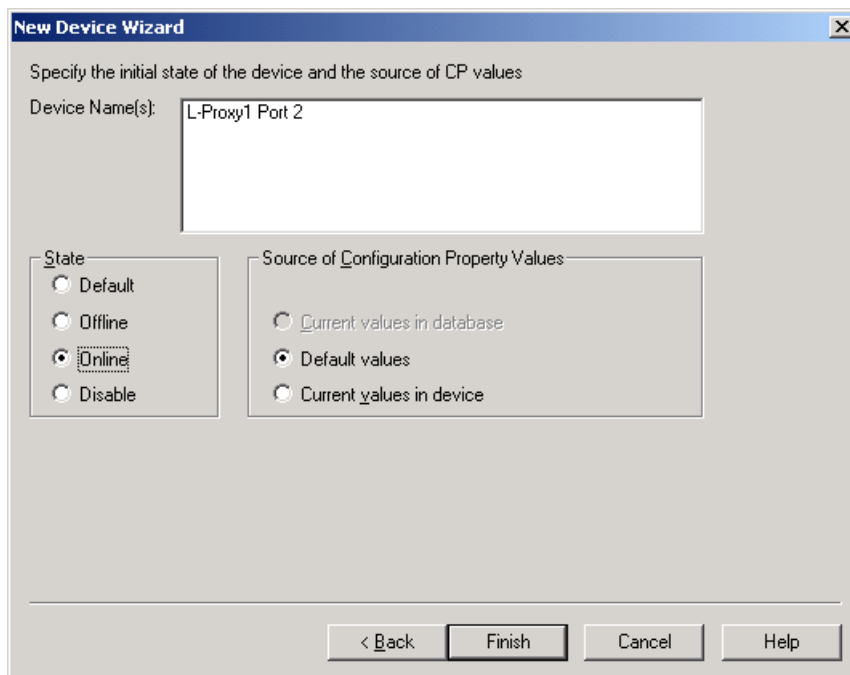 New Device Wizard
Specify the initial state of the device and the source of CP values
Device Name(s):
L-Proxy1 Port 2
State
Default
Offline
Online
Disable
Source of Configuration Property Values
Current values in database
Default values
Current values in device
< Back
Finish
Cancel
Help